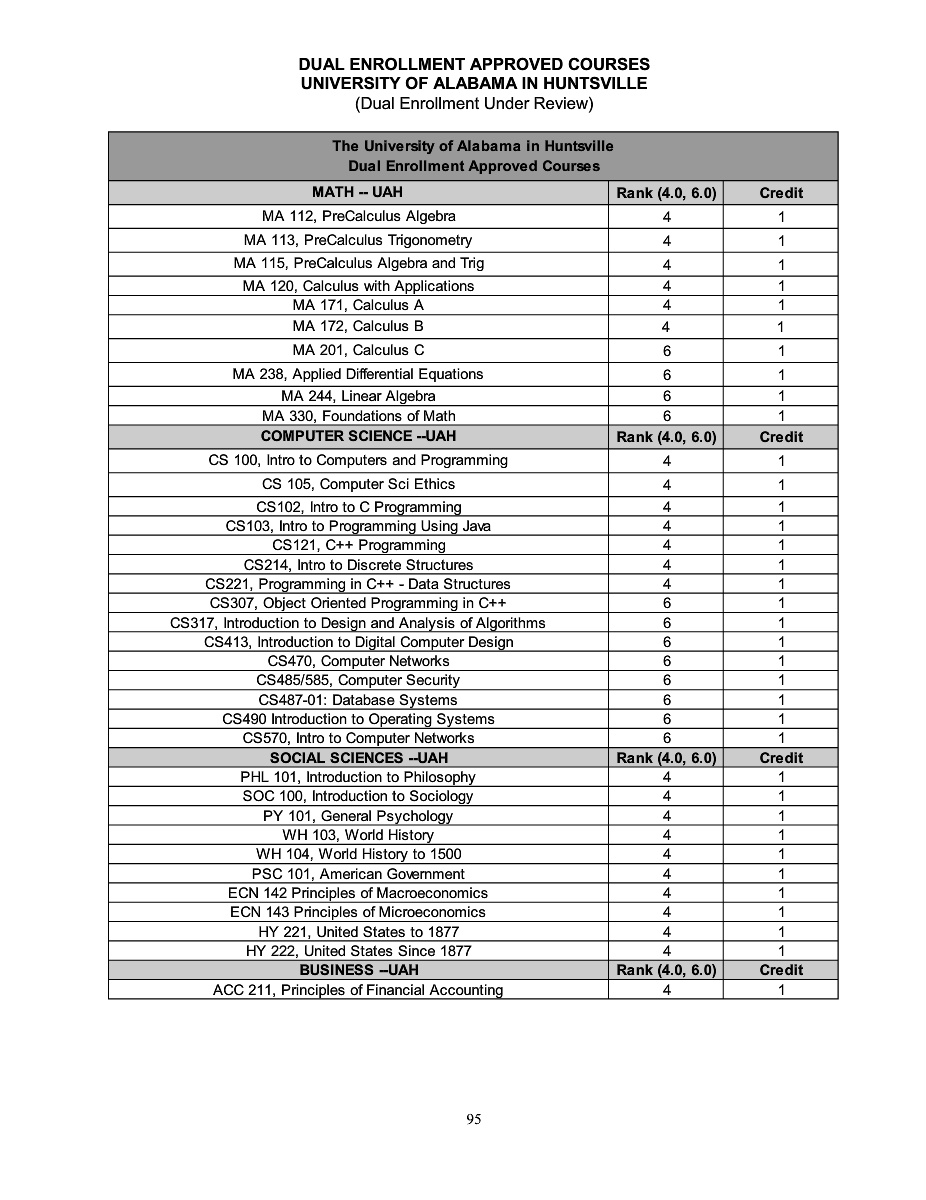 DUAL ENROLLMENT APPROVED COURSES
UNIVERSITY OF ALABAMA IN HUNTSVILLE
(Dual Enrollment Under Review)
The University of Alabama in Huntsville
Dual Enrollment Approved Courses
MATH -- UAH Rank (4.0, 6.0) Credit
MA 112, PreCalculus Algebra 4 1
MA 113, PreCalculus Trigonometry 4 1
MA 115, PreCalculus Algebra and Trig 4 1
MA 120, Calculus with Applications 4 1
MA 171, Calculus A 4 1
MA 172, Calculus B 4 1
MA 201, Calculus C 6 1
MA 238, Applied Differential Equations 6 1
MA 244, Linear Algebra 6 1
MA 330, Foundations of Math 6 1
COMPUTER SCIENCE --UAH Rank (4.0, 6.0) Credit
CS 100, Intro to Computers and Programming 4 1
CS 105, Computer Sci Ethics 4 1
CS102, Intro to C Programming 4 1
CS103, Intro to Programming Using Java 4 1
CS121, C++ Programming 4 1
CS214, Intro to Discrete Structures 4 1
CS221, Programming in C++ - Data Structures 4 1
CS307, Object Oriented Programming in C++ 6 1
CS317, Introduction to Design and Analysis of Algorithms 6 1
CS413, Introduction to Digital Computer Design 6 1
CS470, Computer Networks 6 1
CS485/585, Computer Security 6 1
CS487-01: Database Systems 6 1
CS490 Introduction to Operating Systems 6 1
CS570, Intro to Computer Networks 6 1
SOCIAL SCIENCES --UAH Rank (4.0, 6.0) Credit
PHL 101, Introduction to Philosophy 4 1
SOC 100, Introduction to Sociology 4 1
PY 101, General Psychology 4 1
WH 103, World History 4 1
WH 104, World History to 1500 4 1
PSC 101, American Government 4 1
ECN 142 Principles of Macroeconomics 4 1
ECN 143 Principles of Microeconomics 4 1
HY 221, United States to 1877 4 1
HY 222, United States Since 1877 4 1
BUSINESS --UAH Rank (4.0, 6.0) Credit
ACC 211, Principles of Financial Accounting 4 1
95